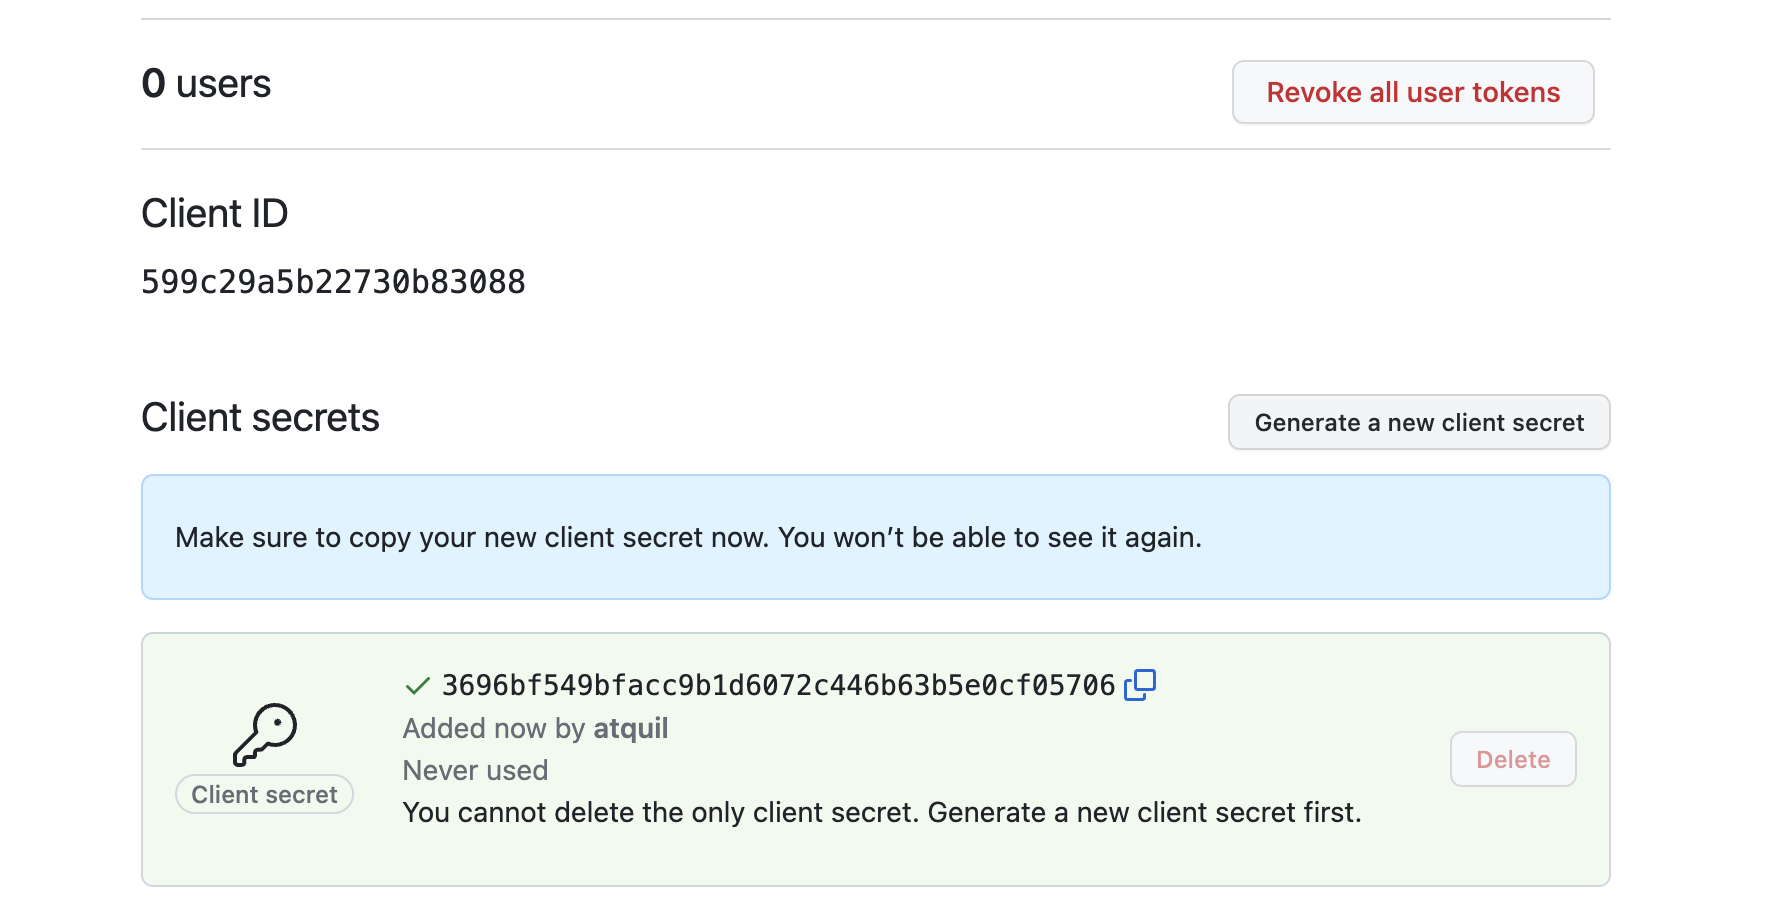 0 users
Revoke all user tokens
Client ID
599c29a5b22730b83088
Client secrets
Generate a new client secret
Make sure to copy your new client secret now. You won’t be able to see it again.
3696bf549bfacc9b1d6072c446b63b5e0cf05706
Added now by atquil
Never used
Client secret
You cannot delete the only client secret. Generate a new client secret first.
Delete